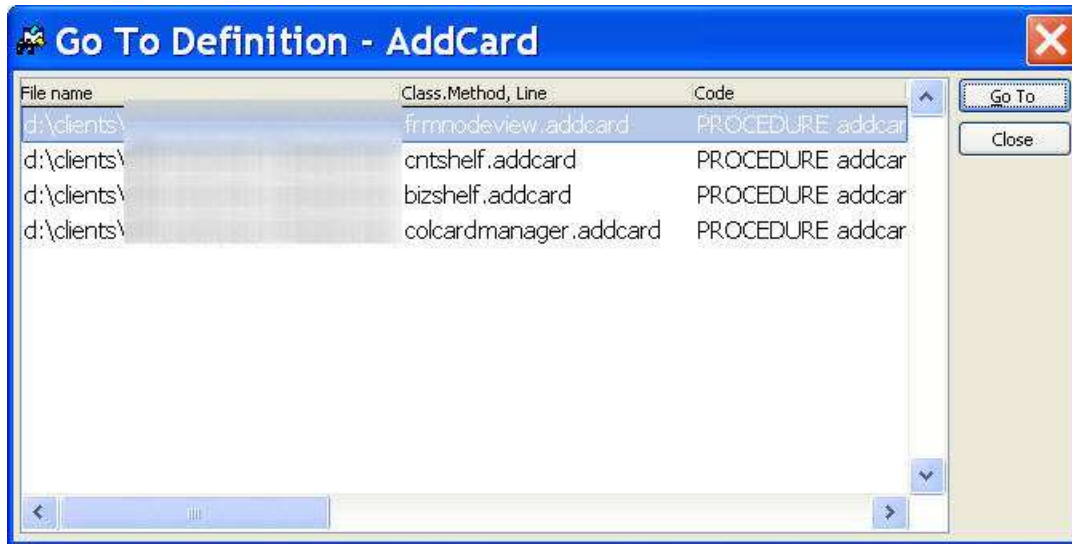 Go To Definition - AddCard
File name Class.Method, Line Code
d:\clients\ frmnodeview.addcard PROCEDURE addcar
d:\clients\ cntshelf.addcard PROCEDURE addcar
d:\clients\ bizshelf.addcard PROCEDURE addcar
d:\clients\ colcardmanager.addcard PROCEDURE addcar
Go To
Close